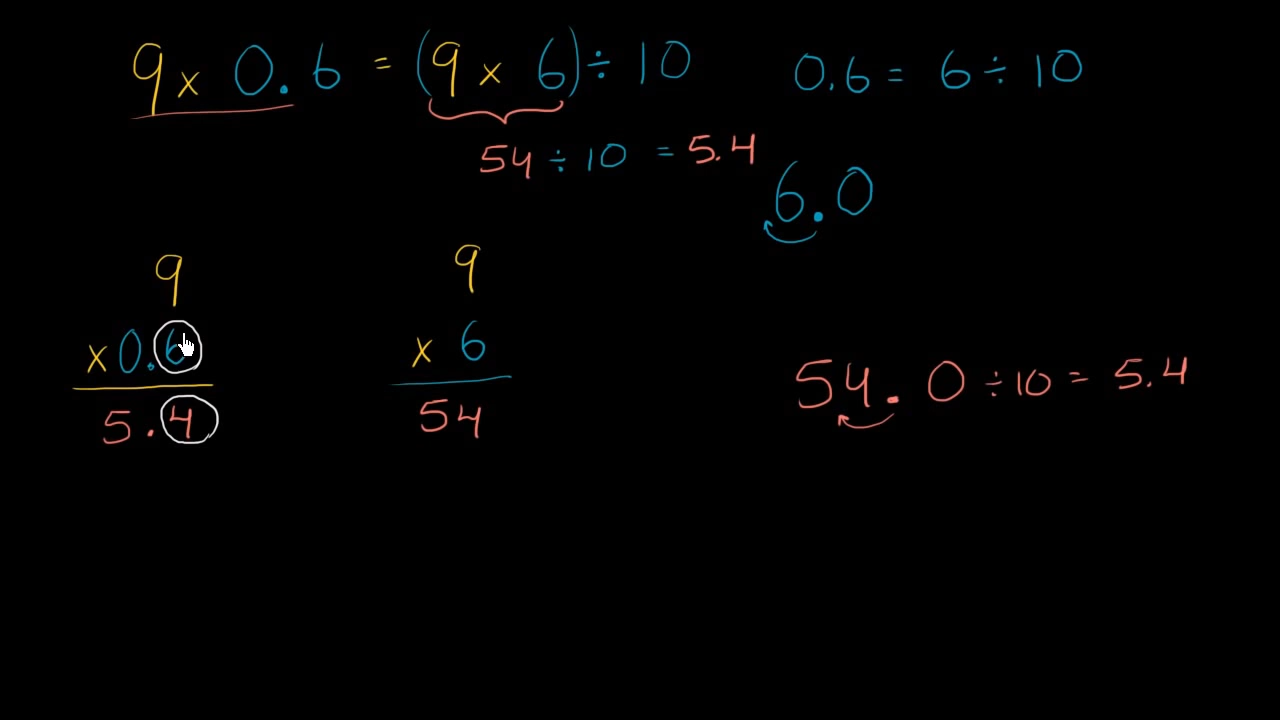 9 x 0.6 = (9 x 6) ÷ 10
0.6 = 6 ÷ 10
54 ÷ 10 = 5.4
6.0
9
x 0.6
5.4
9
x 6
54
54.0 ÷ 10 = 5.4